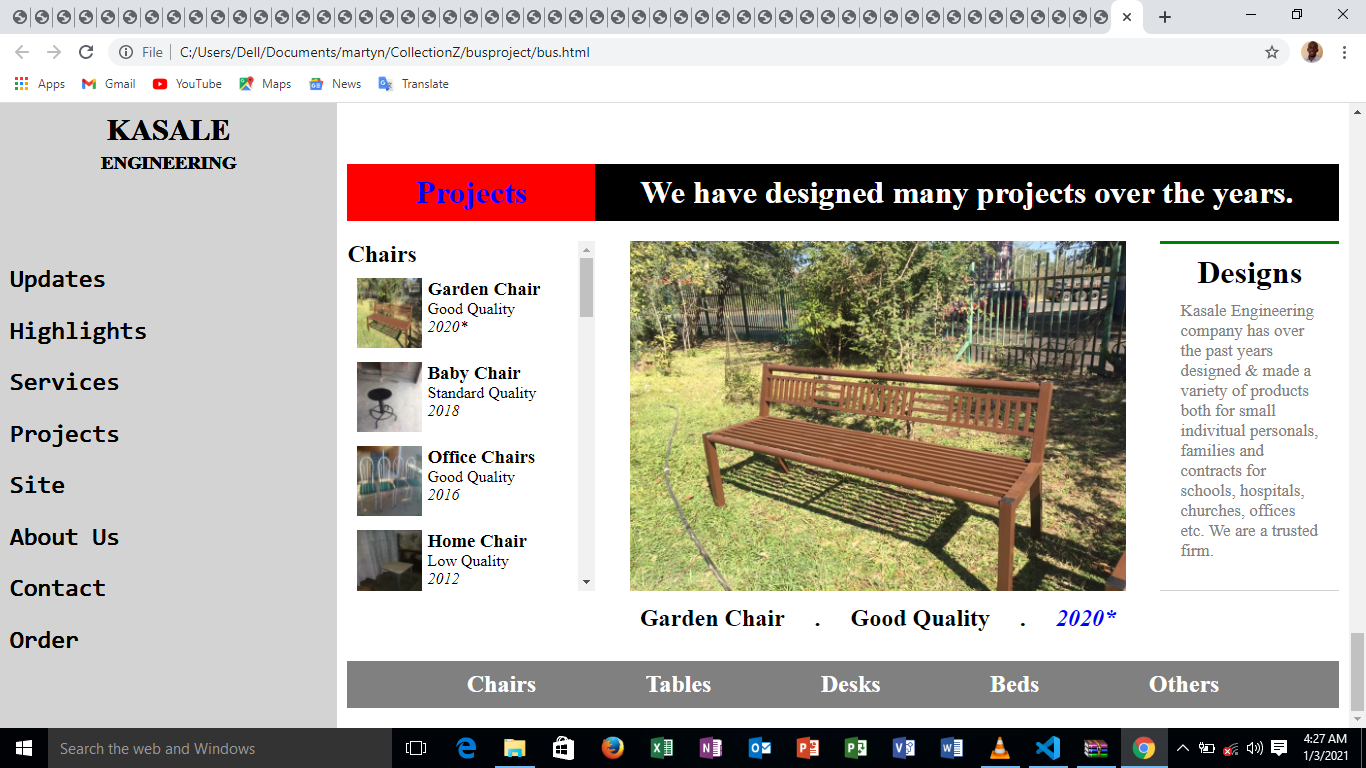 File
C:/Users/Dell/Documents/martyn/CollectionZ/busproject/bus.html
Apps
Gmail
YouTube
Maps
News
Translate
KASALE
ENGINEERING
Updates
Highlights
Services
Projects
Site
About Us
Contact
Order
Projects
We have designed many projects over the years.
Chairs
Garden Chair
Good Quality
2020*
Baby Chair
Standard Quality
2018
Office Chairs
Good Quality
2016
Home Chair
Low Quality
2012
Garden Chair . Good Quality . 2020*
Designs
Kasale Engineering
company has over
the past years
designed & made a
variety of products
both for small
indivitual personals,
families and
contracts for
schools, hospitals,
churches, offices
etc. We are a trusted
firm.
Chairs Tables Desks Beds Others
Search the web and Windows
4:27 AM
1/3/2021